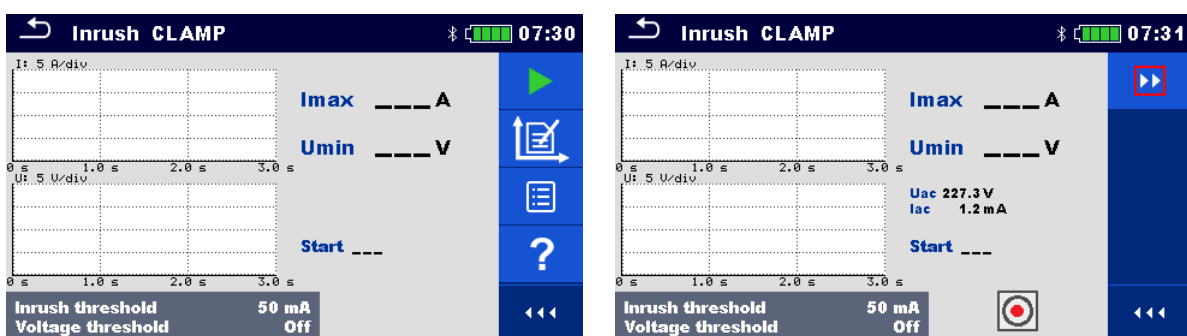 Inrush CLAMP 07:30
I: 5 A/div
Imax ___ A
Umin ___ V
0 s 1.0 s 2.0 s 3.0 s
U: 5 V/div
Start ___
0 s 1.0 s 2.0 s 3.0 s
Inrush threshold 50 mA
Voltage threshold Off
?
Inrush CLAMP 07:31
I: 5 A/div
Imax ___ A
Umin ___ V
0 s 1.0 s 2.0 s 3.0 s
U: 5 V/div
Uac 227.3 V
Iac 1.2 mA
Start ___
0 s 1.0 s 2.0 s 3.0 s
Inrush threshold 50 mA
Voltage threshold Off